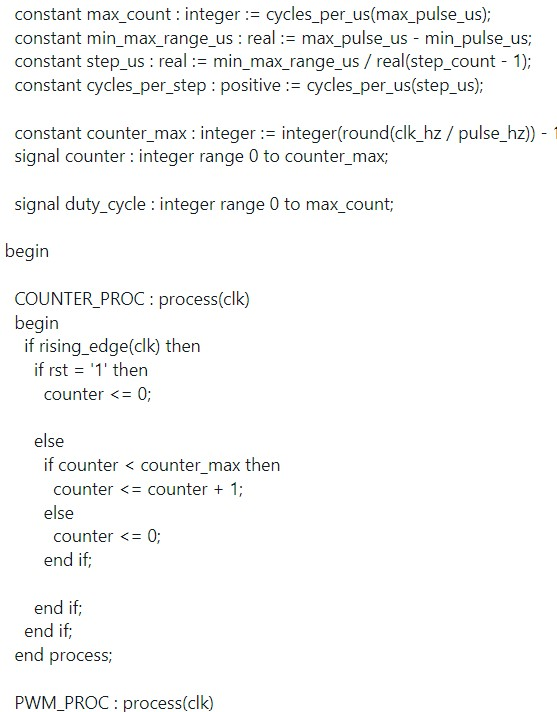 constant max_count : integer := cycles_per_us(max_pulse_us);
constant min_max_range_us : real := max_pulse_us - min_pulse_us;
constant step_us : real := min_max_range_us / real(step_count - 1);
constant cycles_per_step : positive := cycles_per_us(step_us);
constant counter_max : integer := integer(round(clk_hz / pulse_hz)) - 1
signal counter : integer range 0 to counter_max;
signal duty_cycle : integer range 0 to max_count;
begin
COUNTER_PROC : process(clk)
begin
if rising_edge(clk) then
if rst = '1' then
counter <= 0;
else
if counter < counter_max then
counter <= counter + 1;
else
counter <= 0;
end if;
end if;
end if;
end process;
PWM_PROC : process(clk)